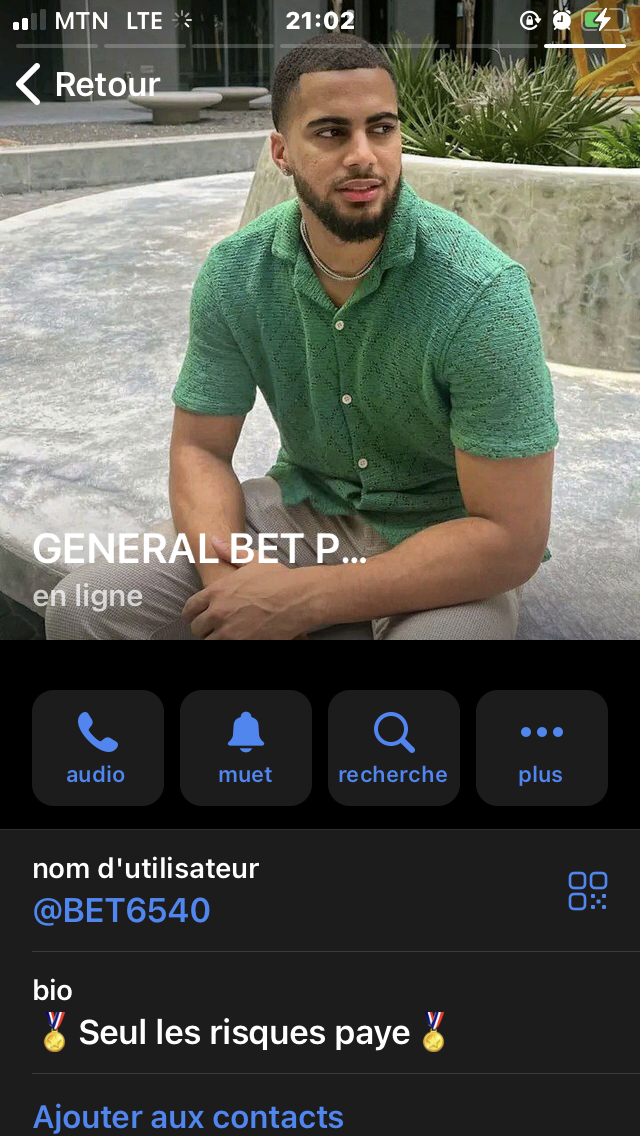 MTN LTE 21:02
Retour
GENERAL BET P...
en ligne
audio muet recherche plus
nom d'utilisateur
@BET6540
bio
🏅 Seul les risques paye 🏅
Ajouter aux contacts